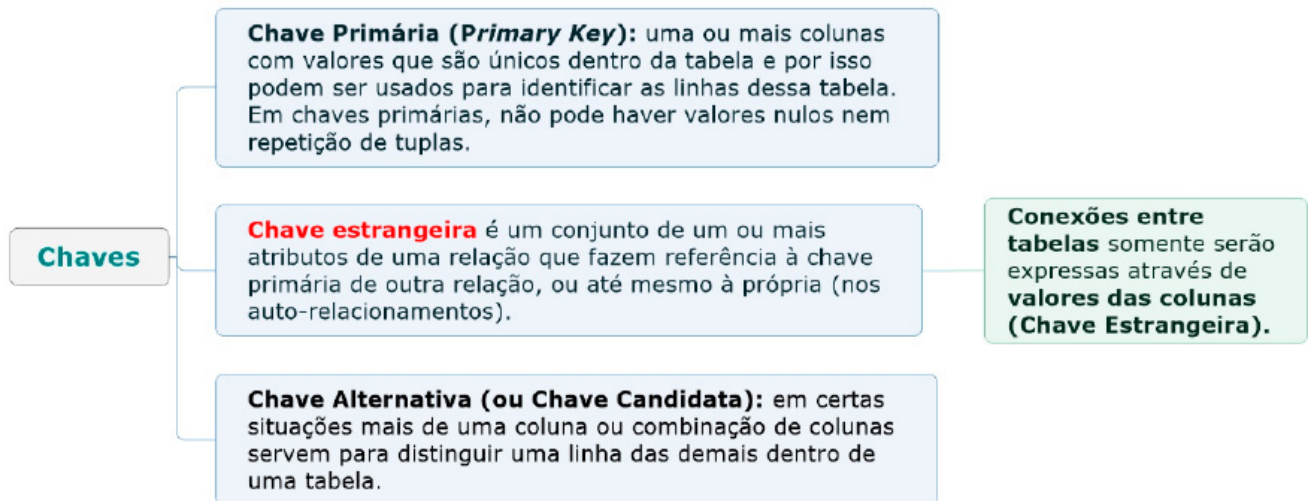 Chave Primária (Primary Key): uma ou mais colunas
com valores que são únicos dentro da tabela e por isso
podem ser usados para identificar as linhas dessa tabela.
Em chaves primárias, não pode haver valores nulos nem
repetição de tuplas.
Chaves
Chave estrangeira é um conjunto de um ou mais
atributos de uma relação que fazem referência à chave
primária de outra relação, ou até mesmo à própria (nos
auto-relacionamentos).
Conexões entre
tabelas somente serão
expressas através de
valores das colunas
(Chave Estrangeira).
Chave Alternativa (ou Chave Candidata): em certas
situações mais de uma coluna ou combinação de colunas
servem para distinguir uma linha das demais dentro de
uma tabela.